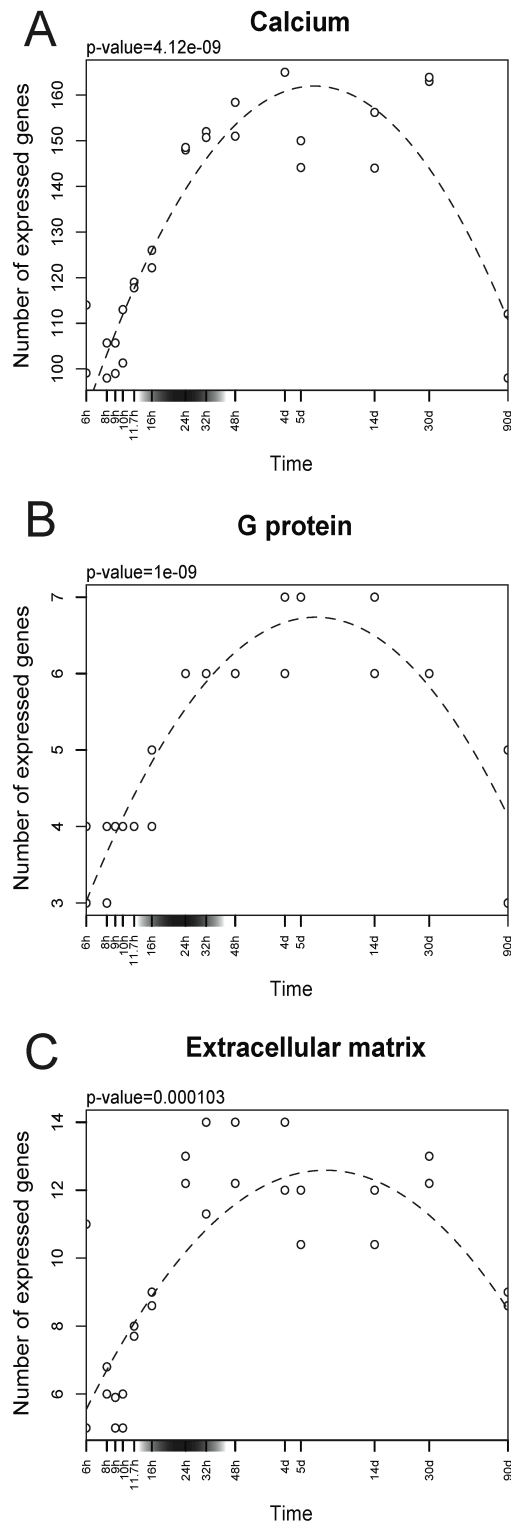 A
Calcium
p-value=4.12e-09
Number of expressed genes
160
150
140
130
120
110
100
6h 8h 9h 10h 11.7h 16h 24h 32h 48h 4d 5d 14d 30d 90d
Time
B
G protein
p-value=1e-09
Number of expressed genes
7
6
5
4
3
6h 8h 9h 10h 11.7h 16h 24h 32h 48h 4d 5d 14d 30d 90d
Time
C
Extracellular matrix
p-value=0.000103
Number of expressed genes
14
12
10
8
6
6h 8h 9h 10h 11.7h 16h 24h 32h 48h 4d 5d 14d 30d 90d
Time